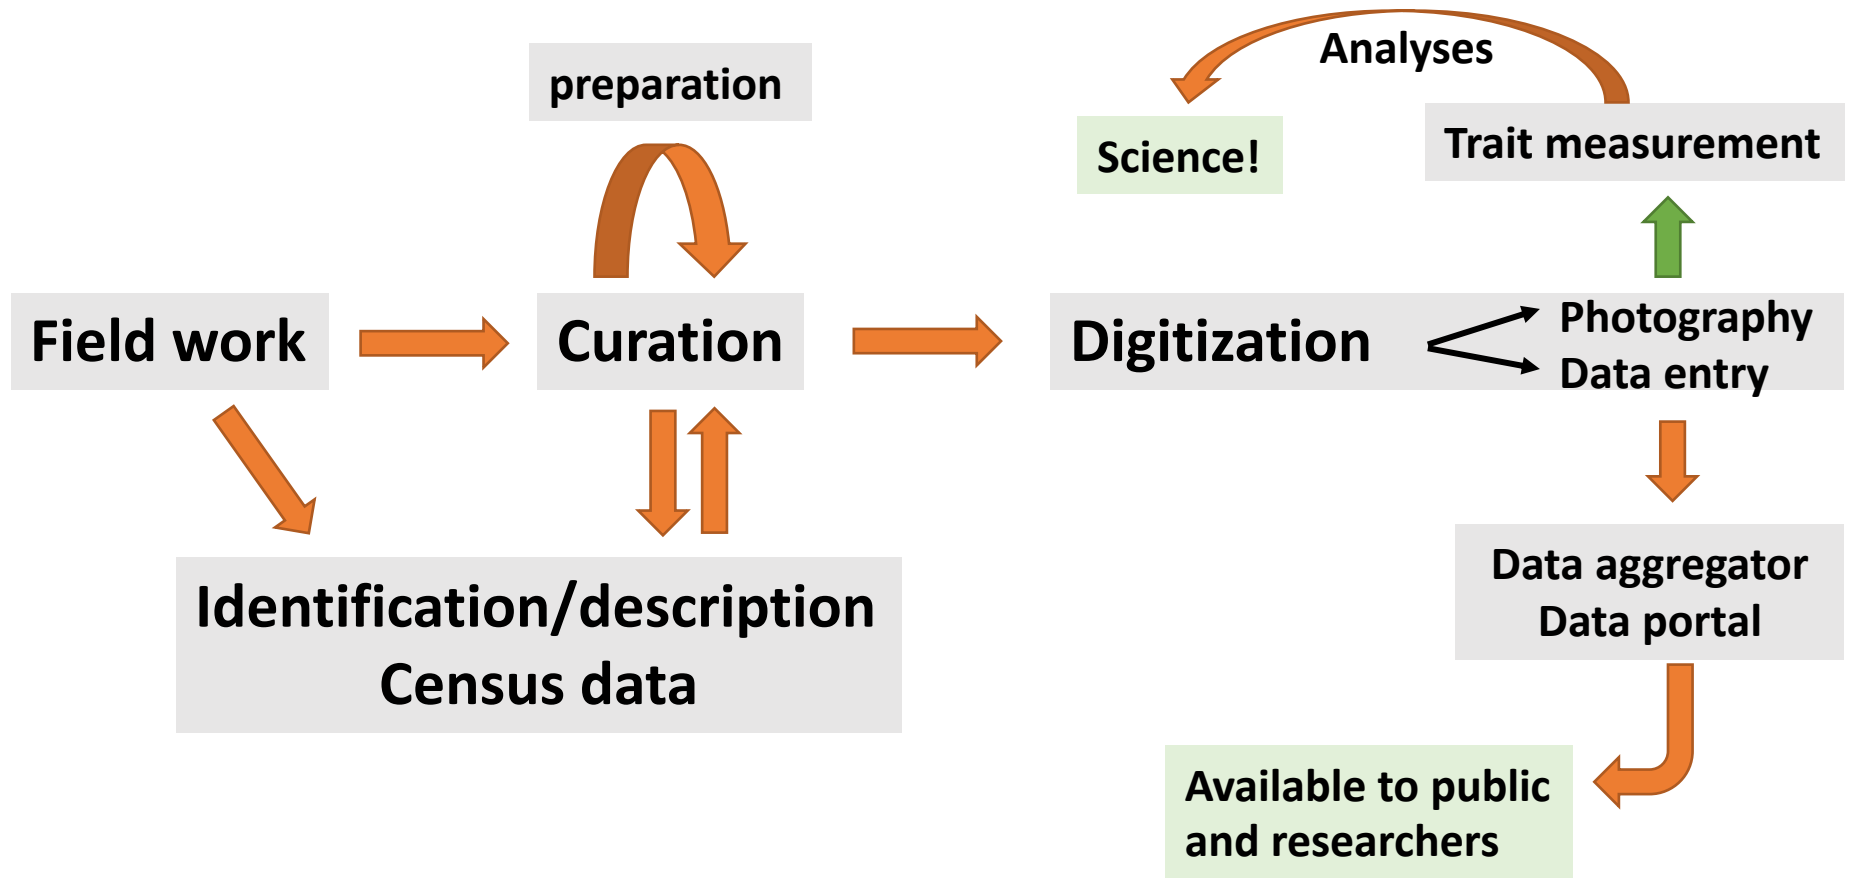 Analyses
preparation
Science!
Trait measurement
Field work
Curation
Digitization
Photography
Data entry
Identification/description
Census data
Data aggregator
Data portal
Available to public
and researchers